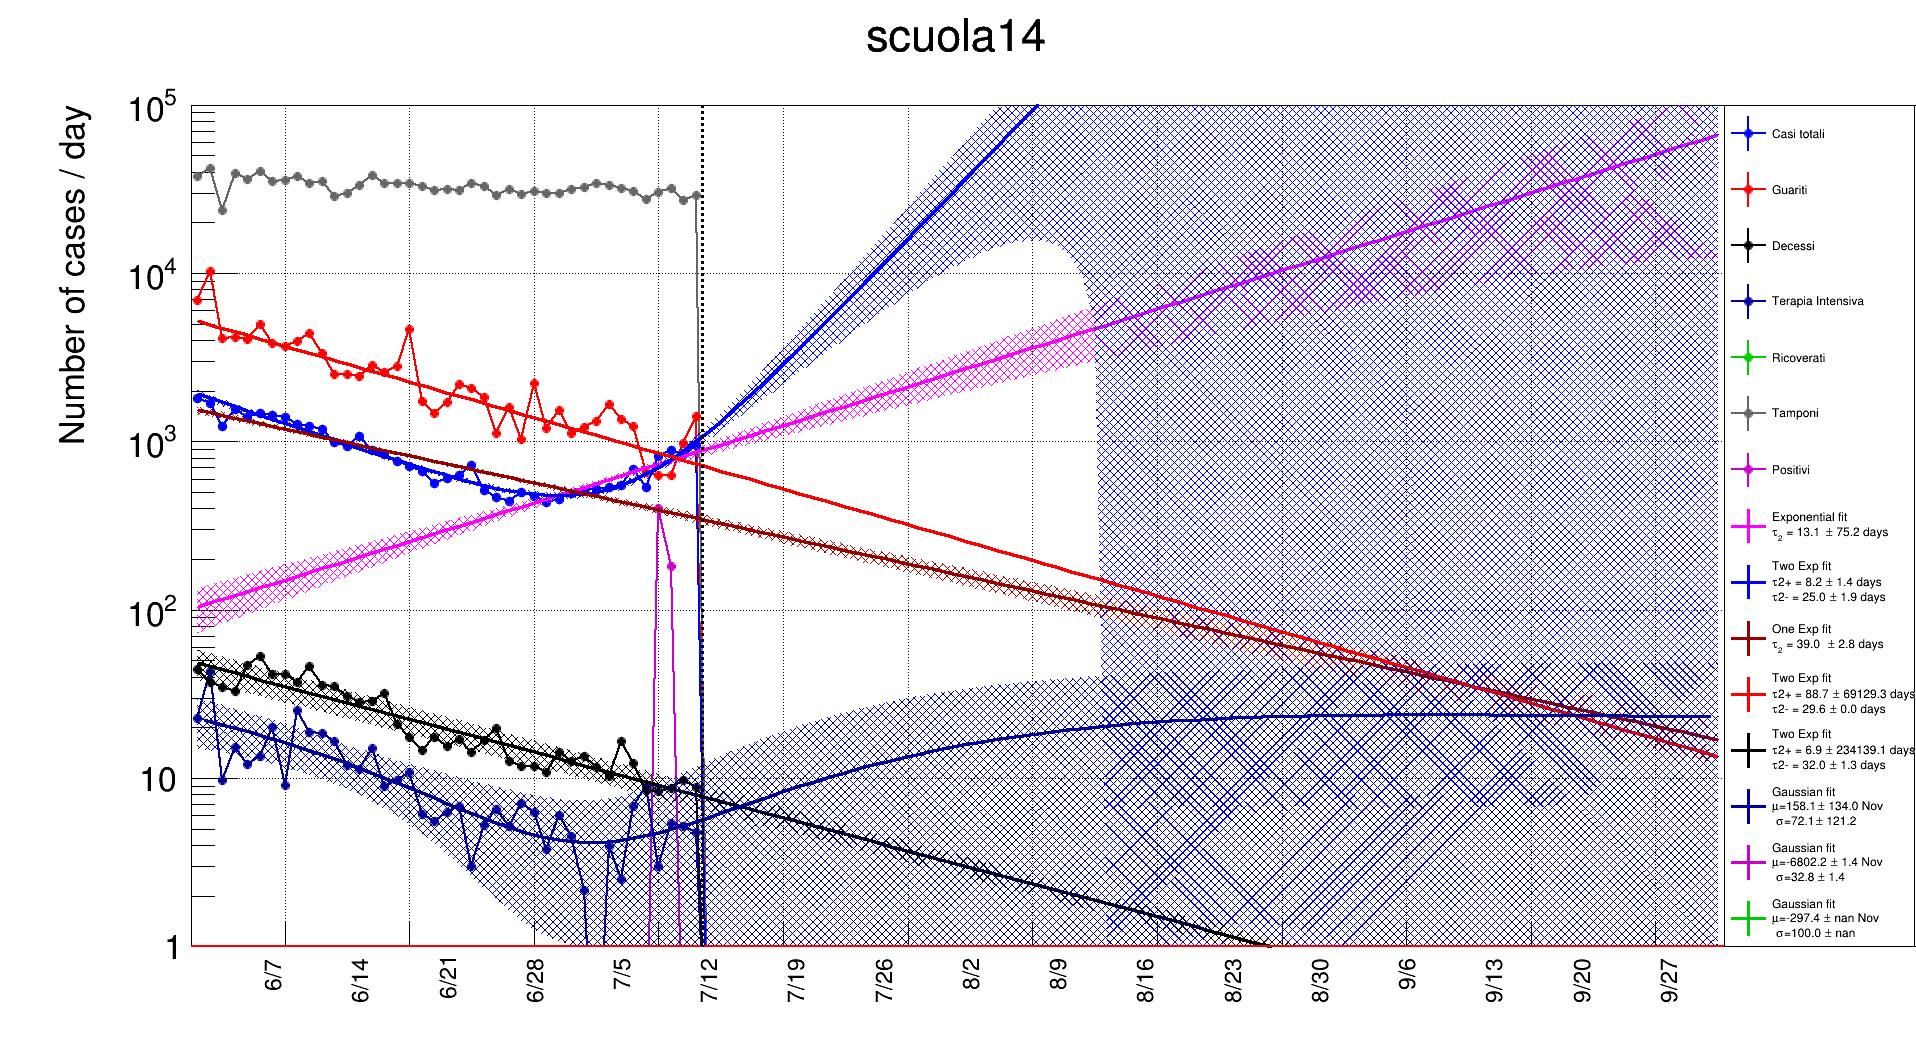 scuola14
Number of cases / day
10^5
10^4
10^3
10^2
10
1
6/7
6/14
6/21
6/28
7/5
7/12
7/19
7/26
8/2
8/9
8/16
8/23
8/30
9/6
9/13
9/20
9/27
Casi totali
Guariti
Decessi
Terapia Intensiva
Ricoverati
Tamponi
Positivi
Exponential fit
τ₂ = 13.1 ± 75.2 days
Two Exp fit
τ2+ = 8.2 ± 1.4 days
τ2- = 25.0 ± 1.9 days
One Exp fit
τ₂ = 39.0 ± 2.8 days
Two Exp fit
τ2+ = 88.7 ± 69129.3 days
τ2- = 29.6 ± 0.0 days
Two Exp fit
τ2+ = 6.9 ± 234139.1 days
τ2- = 32.0 ± 1.3 days
Gaussian fit
μ=158.1 ± 134.0 Nov
σ=72.1 ± 121.2
Gaussian fit
μ=-6802.2 ± 1.4 Nov
σ=32.8 ± 1.4
Gaussian fit
μ=-297.4 ± nan Nov
σ=100.0 ± nan